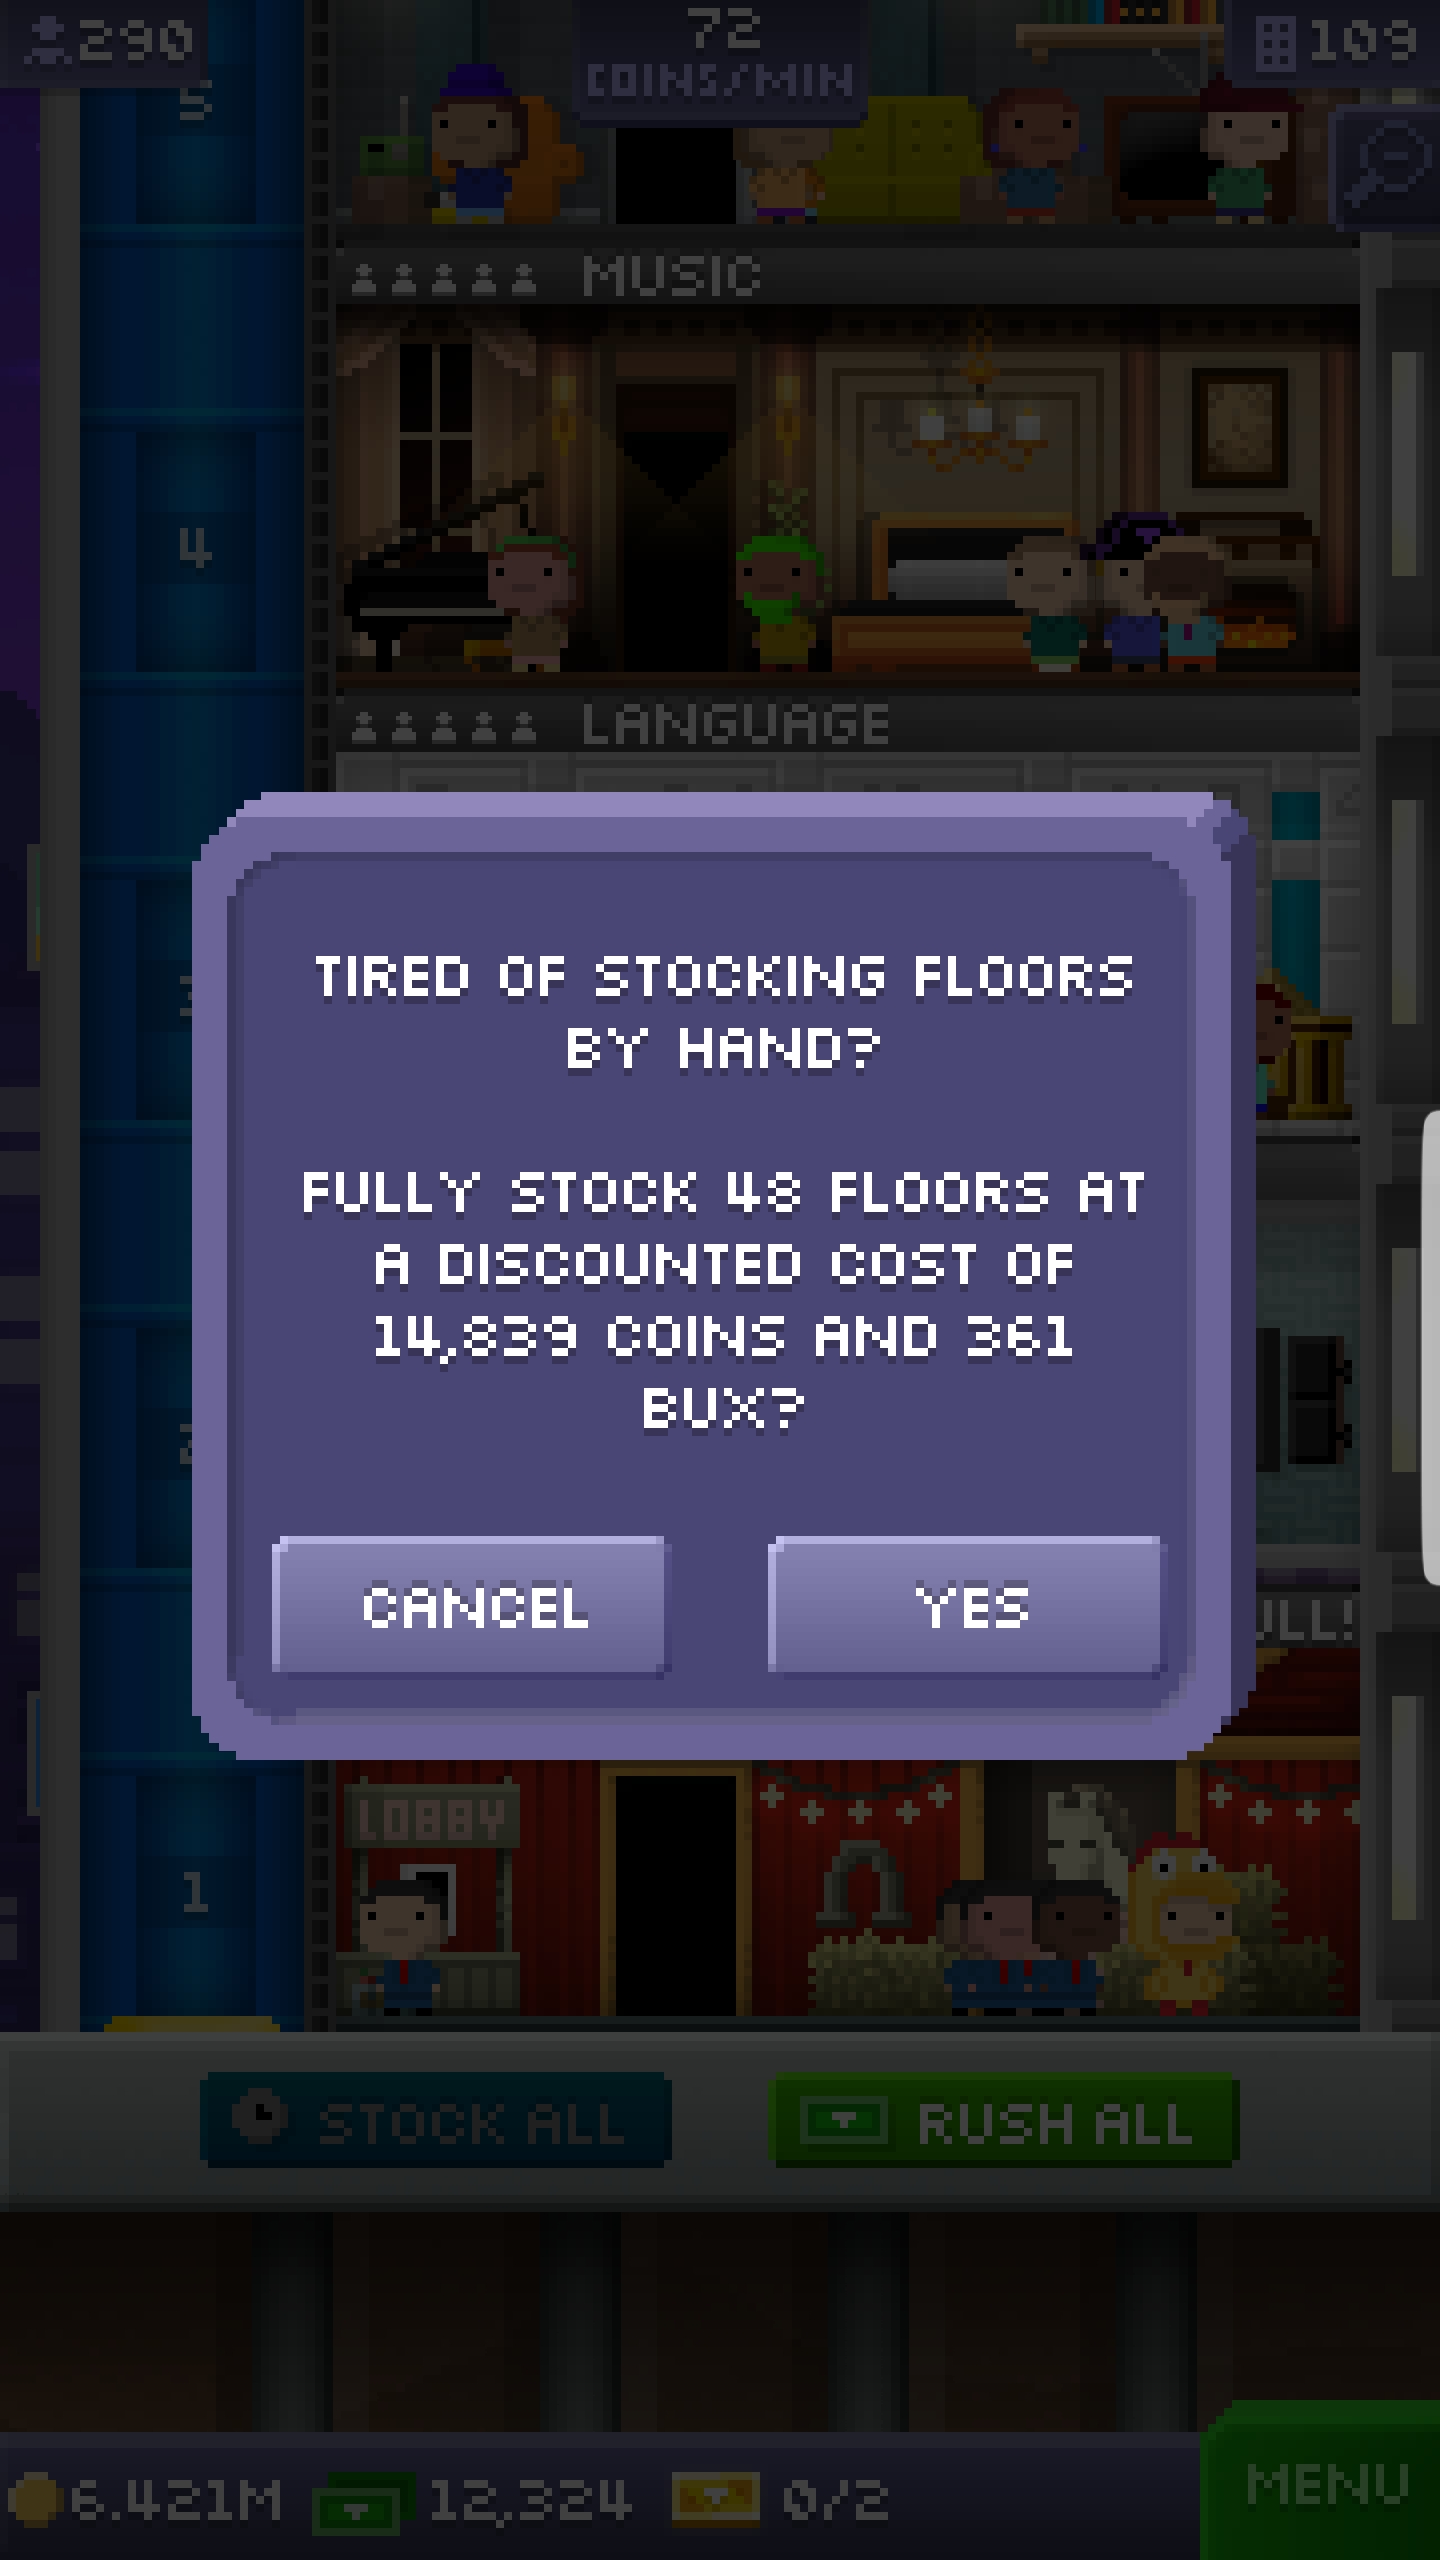 290
72
COINS/MIN
109
5
MUSIC
4
LANGUAGE
TIRED OF STOCKING FLOORS
BY HAND?
FULLY STOCK 48 FLOORS AT
A DISCOUNTED COST OF
14,839 COINS AND 361
BUX?
CANCEL
YES
LOBBY
1
STOCK ALL
RUSH ALL
6.421M
12,324
0/2
MENU